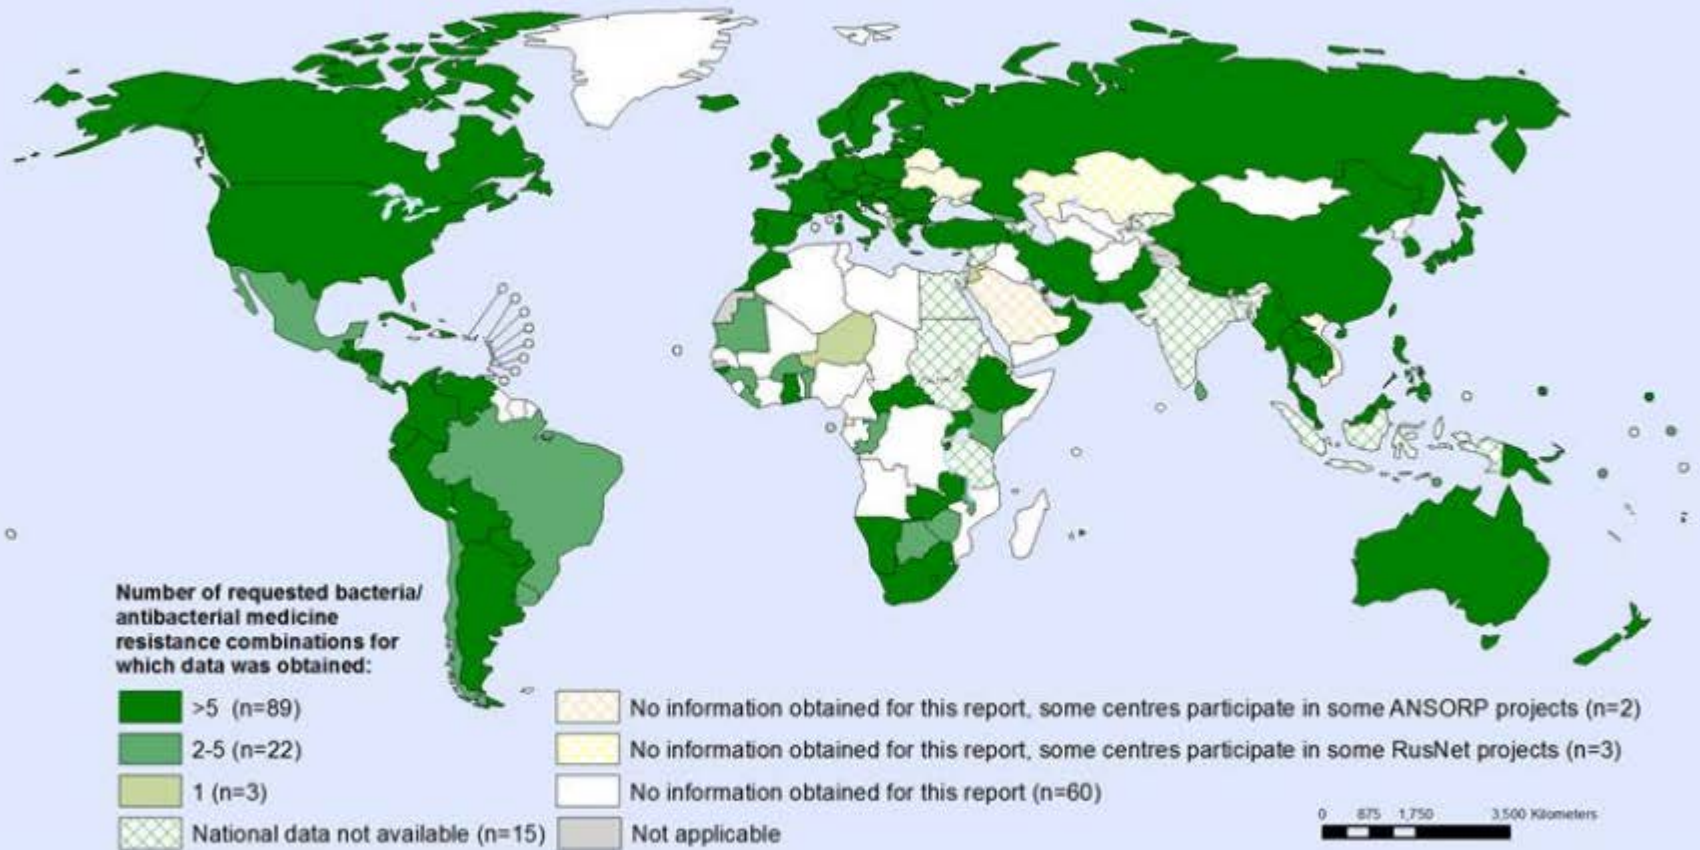 Number of requested bacteria/
antibacterial medicine
resistance combinations for
which data was obtained:
>5 (n=89)
2-5 (n=22)
1 (n=3)
National data not available (n=15)
No information obtained for this report, some centres participate in some ANSORP projects (n=2)
No information obtained for this report, some centres participate in some RusNet projects (n=3)
No information obtained for this report (n=60)
Not applicable
0 875 1,750 3,500 Kilometers